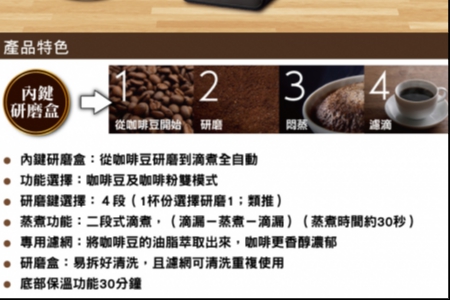 產品特色
內鍵
研磨盒
1 2 3 4
從咖啡豆開始 研磨 悶蒸 濾滴
內鍵研磨盒：從咖啡豆研磨到滴煮全自動
功能選擇：咖啡豆及咖啡粉雙模式
研磨鍵選擇：４段（1杯份選擇研磨1；類推）
蒸煮功能：二段式滴煮，（滴漏－蒸煮－滴漏）（蒸煮時間約30秒）
專用濾網：將咖啡豆的油脂萃取出來，咖啡更香醇濃郁
研磨盒：易拆好清洗，且濾網可清洗重複使用
底部保溫功能30分鐘